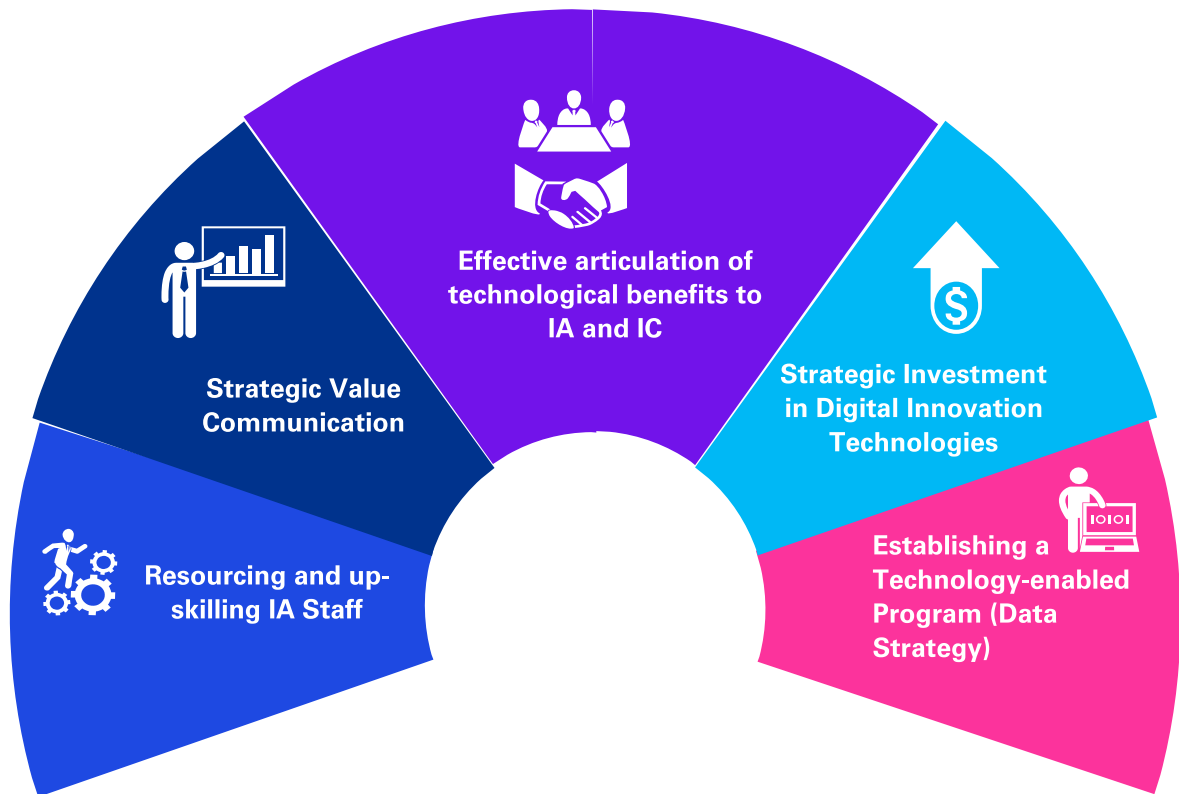 Effective articulation of
technological benefits to
IA and IC
Strategic Value
Communication
Strategic Investment
in Digital Innovation
Technologies
Resourcing and up-
skilling IA Staff
10101
Establishing a
Technology-enabled
Program (Data
Strategy)